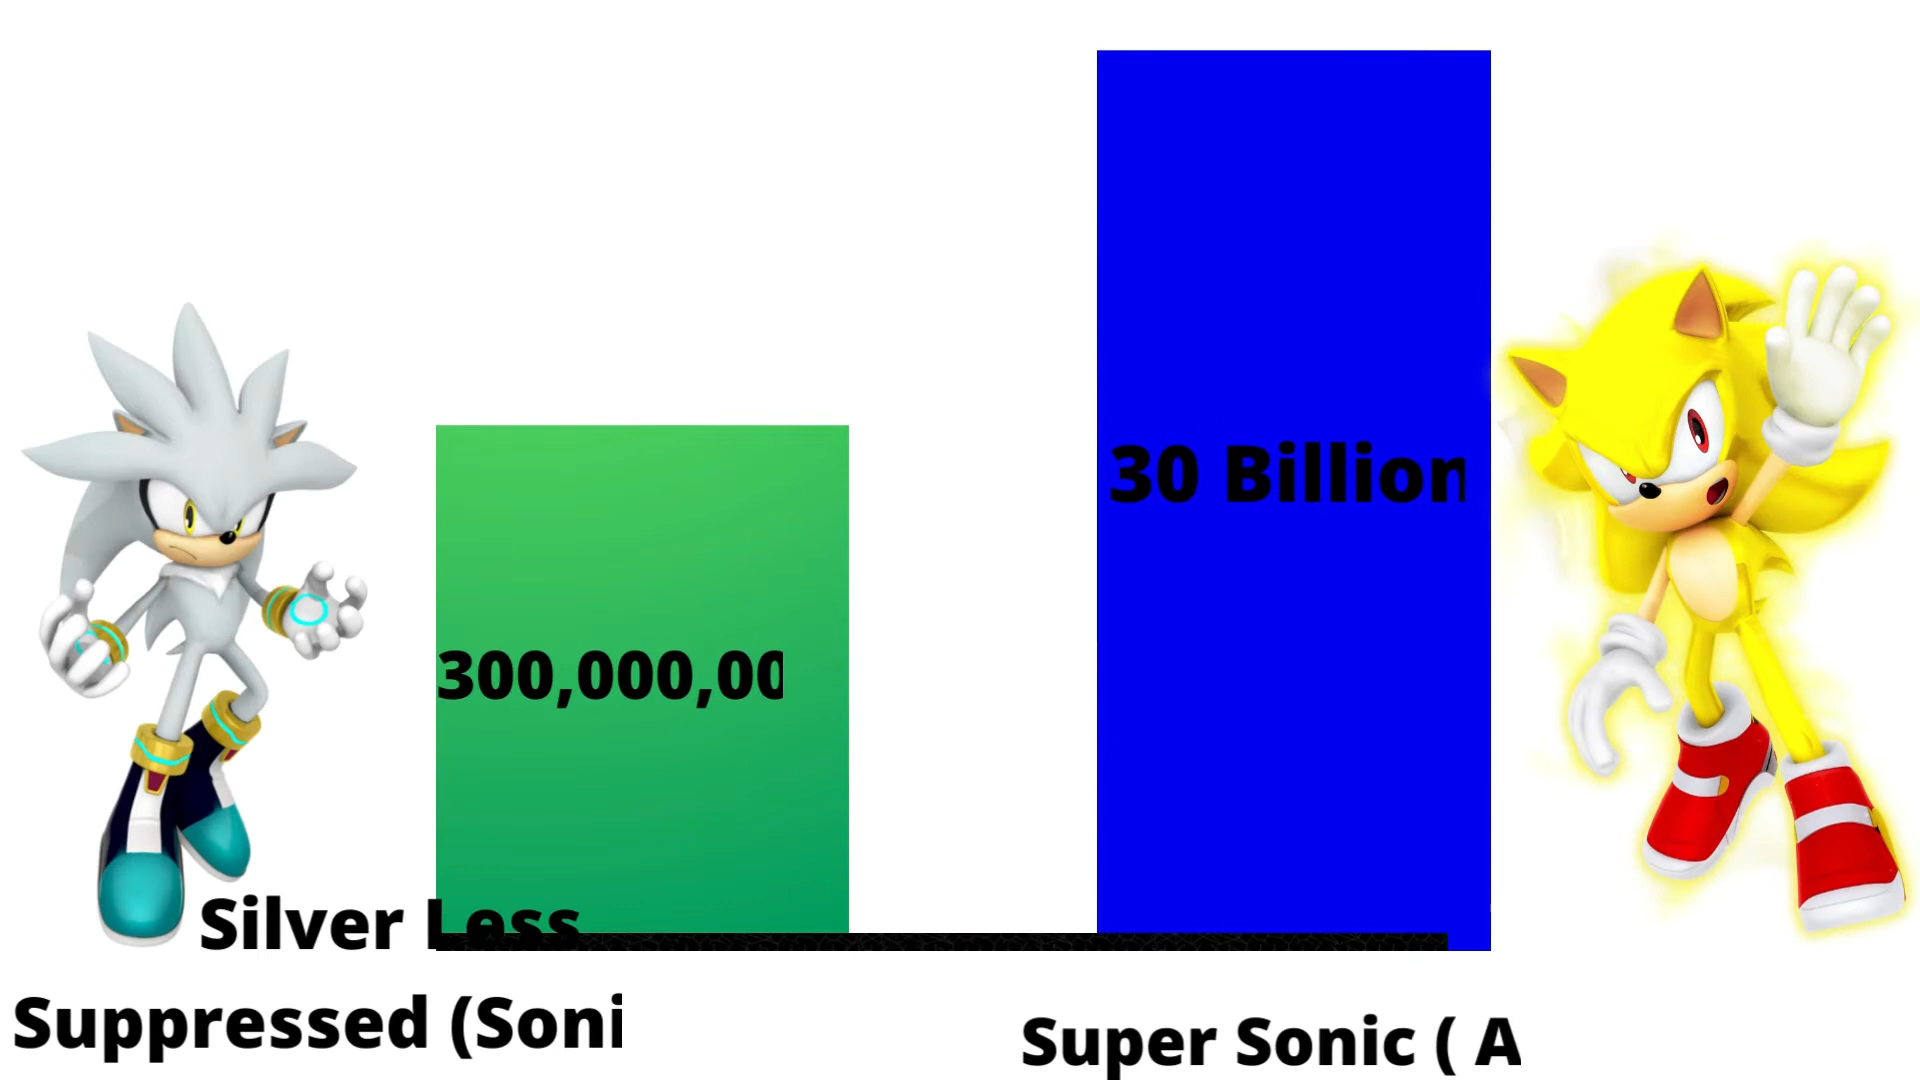 30 Billion
300,000,00
Silver Less
Suppressed (Soni
Super Sonic ( A